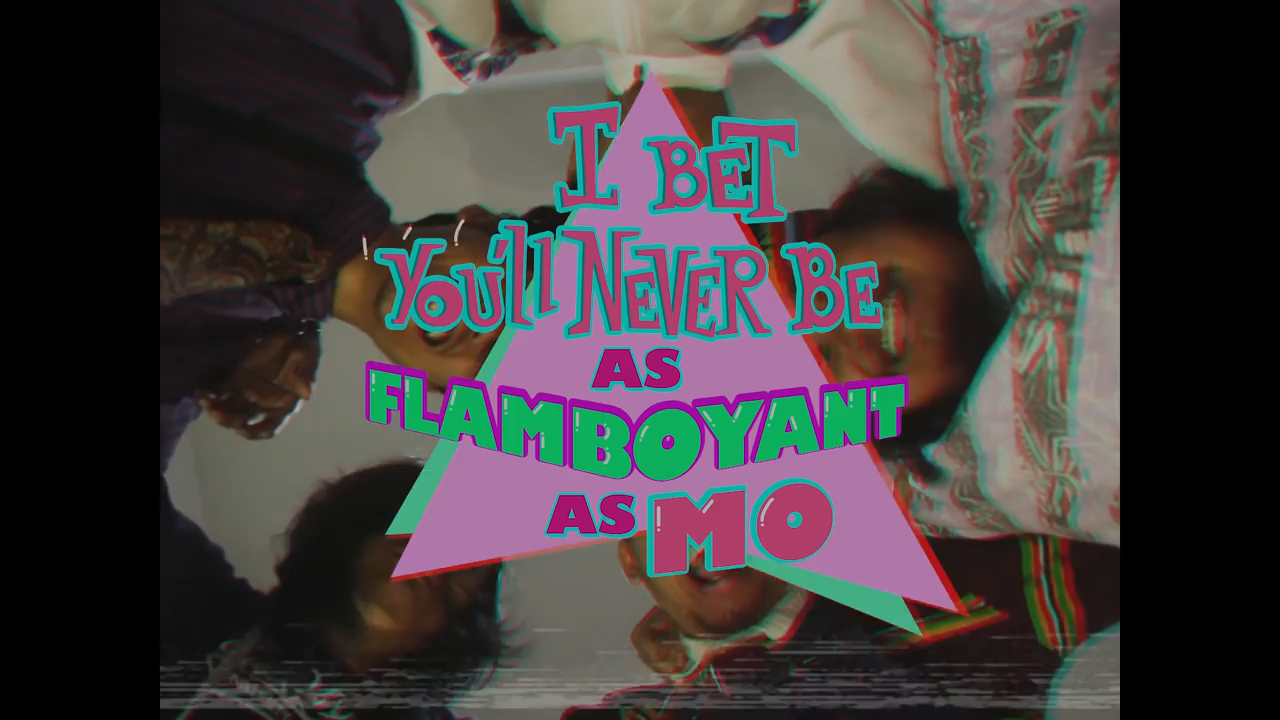 I BET
YOU'll NEVER BE
AS
FLAMBOYANT
AS MO